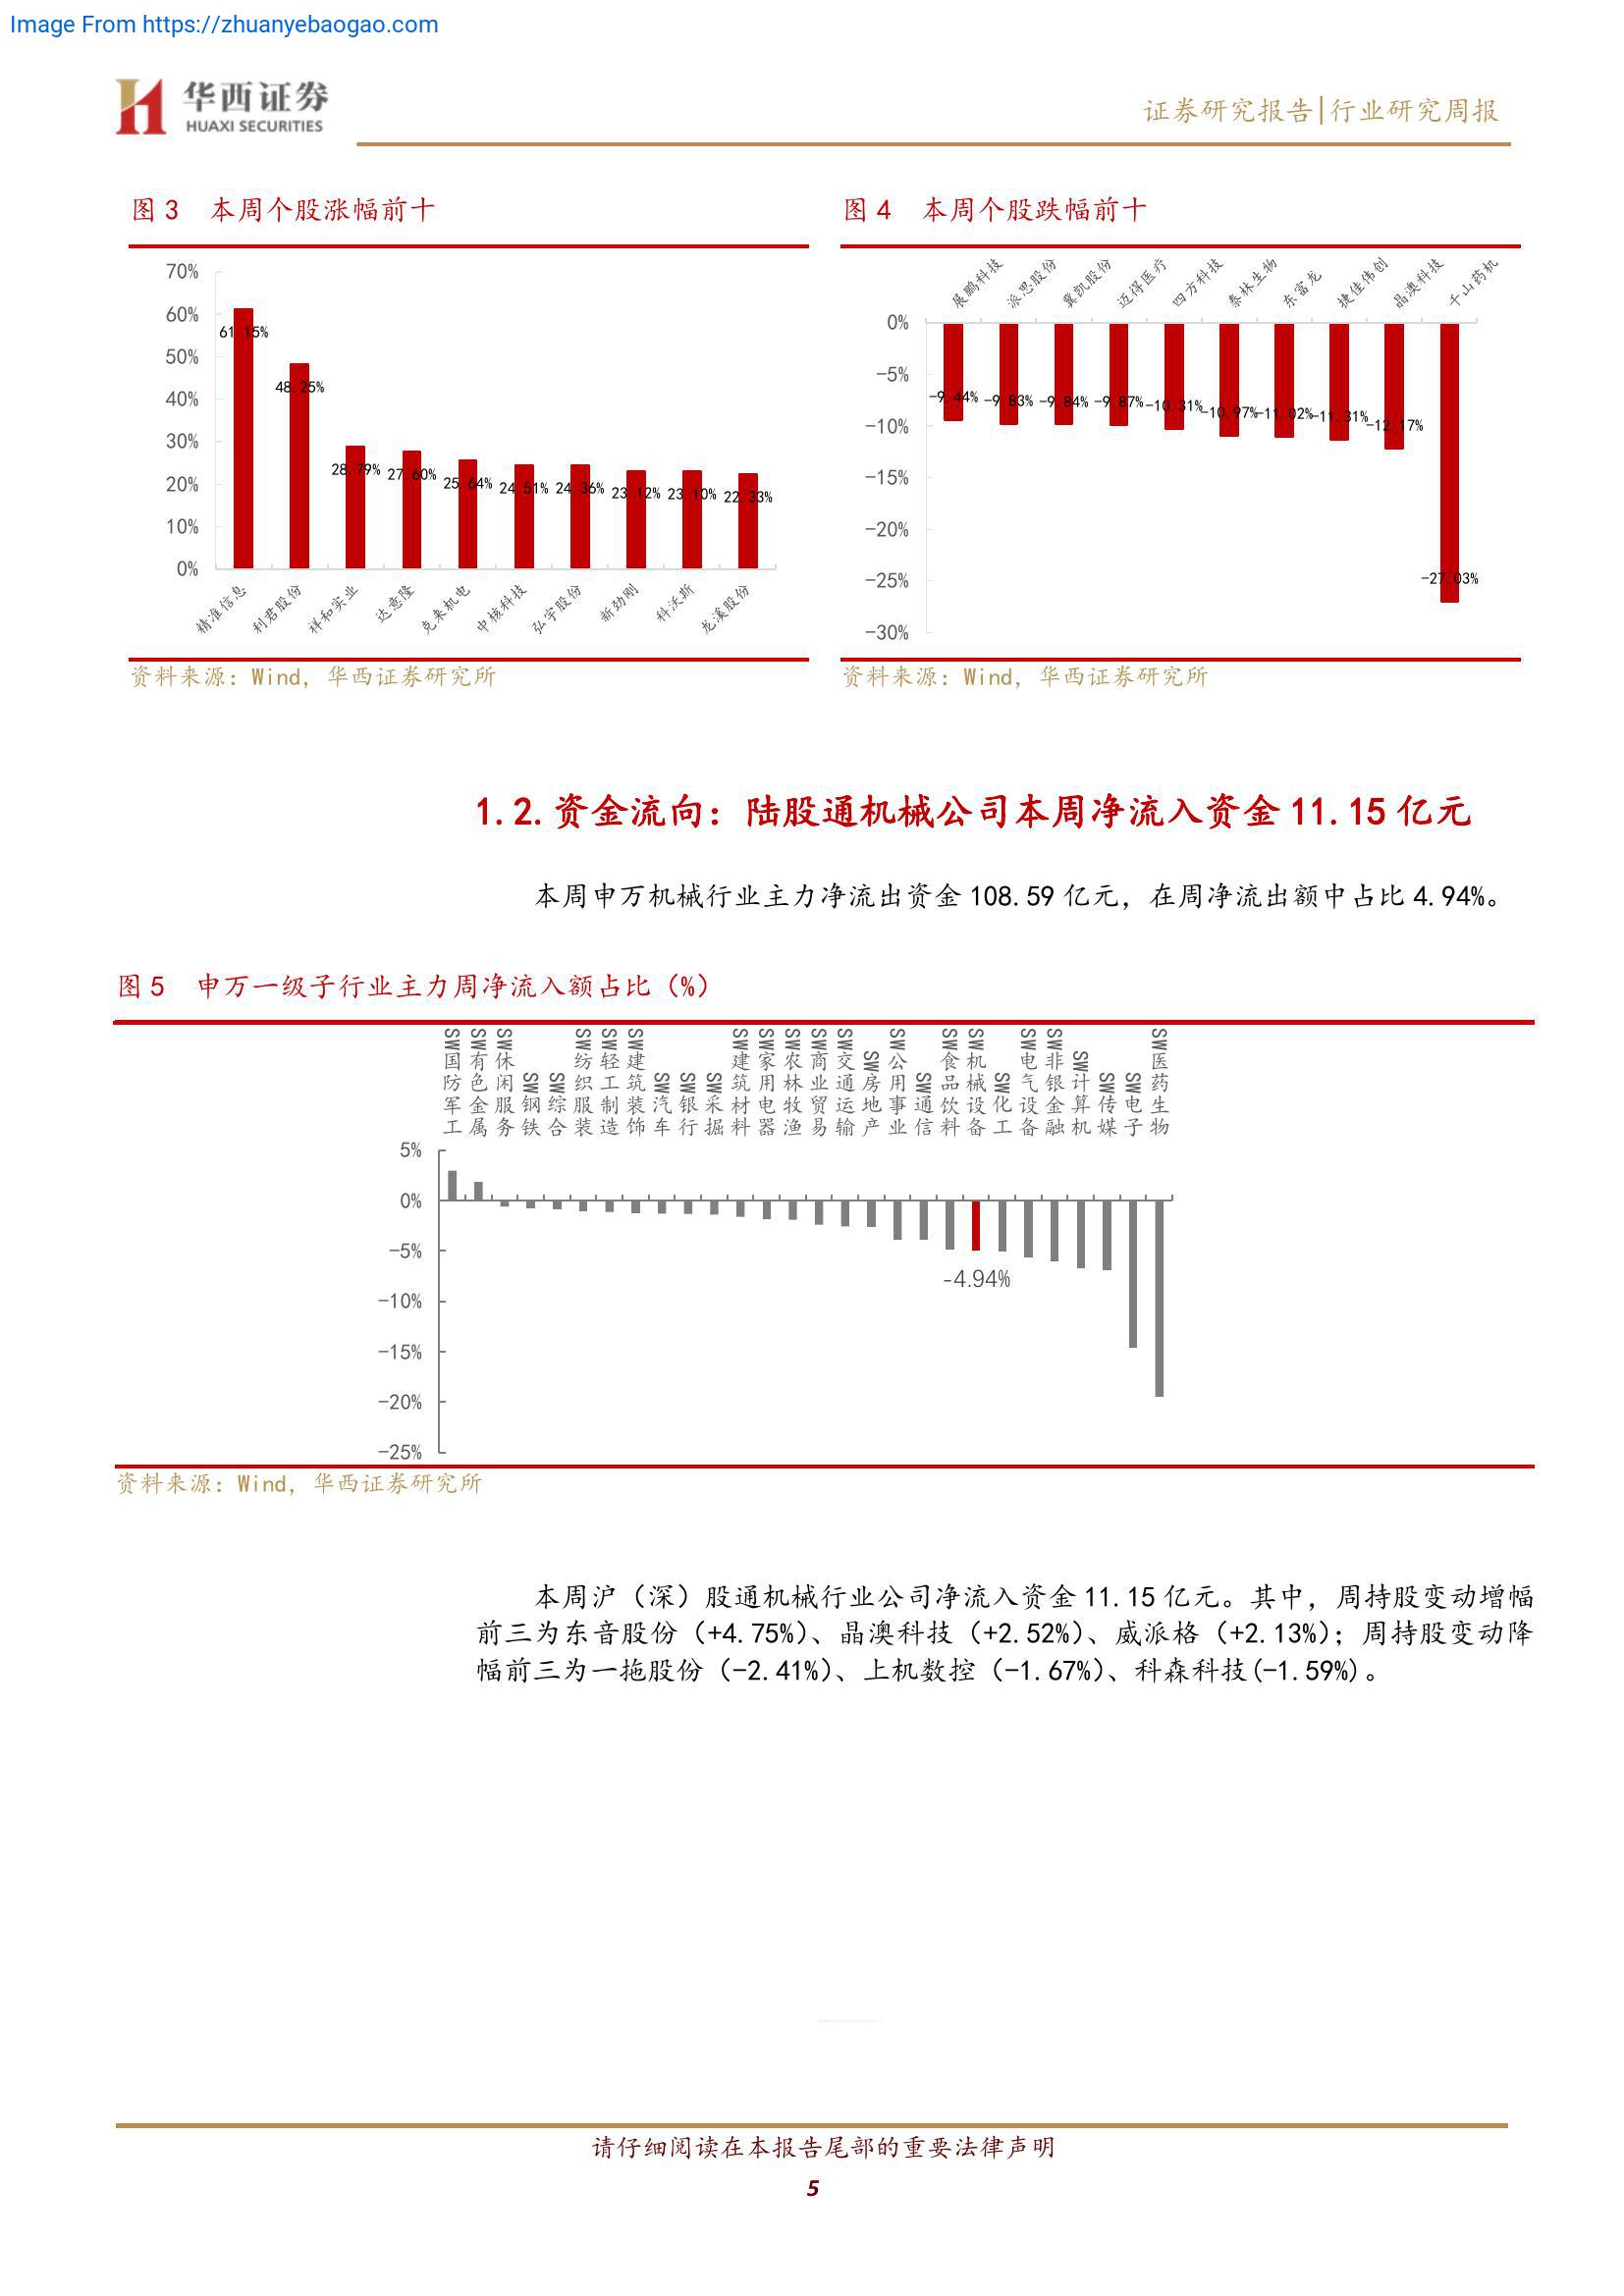 Image From https://zhuanyebaogao.com
华西证券
HUAXI SECURITIES
证券研究报告|行业研究周报
图 3 本周个股涨幅前十
70%
60%
50%
40%
30%
20%
10%
0%
61.15%
48.25%
28.79%
27.60%
25.64%
24.51%
24.36%
23.12%
23.10%
22.33%
精准信息
利君股份
祥和实业
达意隆
克来机电
中核科技
弘宇股份
新劲刚
科沃斯
龙溪股份
资料来源：Wind，华西证券研究所
图 4 本周个股跌幅前十
展鹏科技
派思股份
冀凯股份
迈得医疗
四方科技
泰林生物
东富龙
捷佳伟创
晶澳科技
千山药机
0%
-5%
-10%
-15%
-20%
-25%
-30%
-9.44%
-9.83%
-9.84%
-9.87%
-10.31%
-10.97%
-11.02%
-11.31%
-12.17%
-27.03%
资料来源：Wind，华西证券研究所
1.2.资金流向：陆股通机械公司本周净流入资金 11.15 亿元
本周申万机械行业主力净流出资金 108.59 亿元，在周净流出额中占比 4.94%。
图 5 申万一级子行业主力周净流入额占比（%）
SW国防军工
SW有色金属
SW休闲服务
SW钢铁
SW综合
SW纺织服装
SW轻工制造
SW建筑装饰
SW汽车
SW银行
SW采掘
SW建筑材料
SW家用电器
SW农林牧渔
SW商业贸易
SW交通运输
SW房地产
SW公用事业
SW通信
SW食品饮料
SW机械设备
SW化工
SW电气设备
SW非银金融
SW计算机
SW传媒
SW电子
SW医药生物
5%
0%
-5%
-10%
-15%
-20%
-25%
-4.94%
资料来源：Wind，华西证券研究所
本周沪（深）股通机械行业公司净流入资金 11.15 亿元。其中，周持股变动增幅
前三为东音股份（+4.75%）、晶澳科技（+2.52%）、威派格（+2.13%）；周持股变动降
幅前三为一拖股份（-2.41%）、上机数控（-1.67%）、科森科技(-1.59%)。
请仔细阅读在本报告尾部的重要法律声明
5